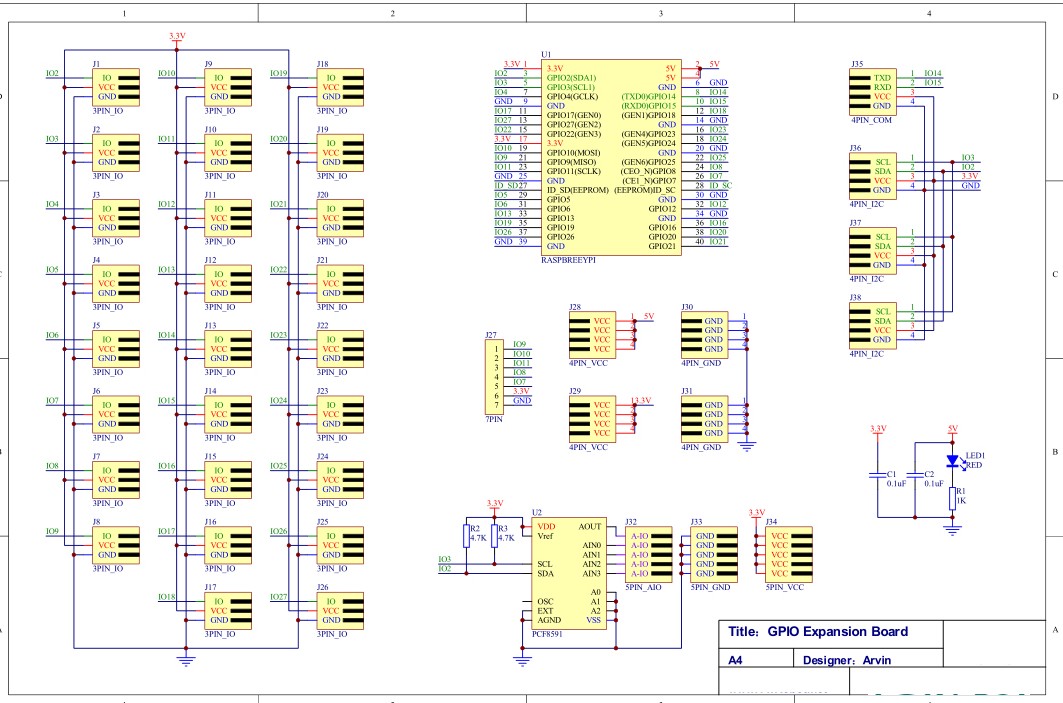 1 2 3 4
3.3V
IO2 J1 IO VCC GND 3PIN_IO
IO3 J2 IO VCC GND 3PIN_IO
IO4 J3 IO VCC GND 3PIN_IO
IO5 J4 IO VCC GND 3PIN_IO
IO6 J5 IO VCC GND 3PIN_IO
IO7 J6 IO VCC GND 3PIN_IO
IO8 J7 IO VCC GND 3PIN_IO
IO9 J8 IO VCC GND 3PIN_IO
IO10 J9 IO VCC GND 3PIN_IO
IO11 J10 IO VCC GND 3PIN_IO
IO12 J11 IO VCC GND 3PIN_IO
IO13 J12 IO VCC GND 3PIN_IO
IO14 J13 IO VCC GND 3PIN_IO
IO15 J14 IO VCC GND 3PIN_IO
IO16 J15 IO VCC GND 3PIN_IO
IO17 J16 IO VCC GND 3PIN_IO
IO18 J17 IO VCC GND 3PIN_IO
IO19 J18 IO VCC GND 3PIN_IO
IO20 J19 IO VCC GND 3PIN_IO
IO21 J20 IO VCC GND 3PIN_IO
IO22 J21 IO VCC GND 3PIN_IO
IO23 J22 IO VCC GND 3PIN_IO
IO24 J23 IO VCC GND 3PIN_IO
IO25 J24 IO VCC GND 3PIN_IO
IO26 J25 IO VCC GND 3PIN_IO
IO27 J26 IO VCC GND 3PIN_IO
U1
3.3V 1 3.3V 5V 2 5V
IO2 3 GPIO2(SDA1) 5V 4
IO3 5 GPIO3(SCL1) GND 6 GND
IO4 7 GPIO4(GCLK) (TXD0)GPIO14 8 IO14
GND 9 GND (RXD0)GPIO15 10 IO15
IO17 11 GPIO17(GEN0) (GEN1)GPIO18 12 IO18
IO27 13 GPIO27(GEN2) GND 14 GND
IO22 15 GPIO22(GEN3) (GEN4)GPIO23 16 IO23
3.3V 17 3.3V (GEN5)GPIO24 18 IO24
IO10 19 GPIO10(MOSI) GND 20 GND
IO9 21 GPIO9(MISO) (GEN6)GPIO25 22 IO25
IO11 23 GPIO11(SCLK) (CEO_N)GPIO8 24 IO8
GND 25 GND (CE1_N)GPIO7 26 IO7
ID_SD27 ID_SD(EEPROM) (EEPROM)ID_SC 28 ID_SC
IO5 29 GPIO5 GND 30 GND
IO6 31 GPIO6 GPIO12 32 IO12
IO13 33 GPIO13 GND 34 GND
IO19 35 GPIO19 GPIO16 36 IO16
IO26 37 GPIO26 GPIO20 38 IO20
GND 39 GND GPIO21 40 IO21
RASPBREEYPI
J35
TXD 1 IO14
RXD 2 IO15
VCC 3
GND 4
4PIN_COM
J36
SCL 1 IO3
SDA 2 IO2
VCC 3 3.3V
GND 4 GND
4PIN_I2C
J37
SCL 1
SDA 2
VCC 3
GND 4
4PIN_I2C
J38
SCL 1
SDA 2
VCC 3
GND 4
4PIN_I2C
J27
1 IO9
2 IO10
3 IO11
4 IO8
5 IO7
6 3.3V
7 GND
7PIN
J28
VCC 1 5V
VCC 2
VCC 3
VCC 4
4PIN_VCC
J30
GND 1
GND 2
GND 3
GND 4
4PIN_GND
J29
VCC 1 3.3V
VCC 2
VCC 3
VCC 4
4PIN_VCC
J31
GND 1
GND 2
GND 3
GND 4
4PIN_GND
3.3V 5V
C1 0.1uF
C2 0.1uF
LED1 RED
R1 1K
3.3V
R2 4.7K
R3 4.7K
IO3
IO2
U2
VDD AOUT
Vref
AIN0
AIN1
SCL AIN2
SDA AIN3
A0
OSC A1
EXT A2
AGND VSS
PCF8591
J32
A-IO
A-IO
A-IO
A-IO
A-IO
5PIN_AIO
J33
GND
GND
GND
GND
GND
5PIN_GND
3.3V
J34
VCC
VCC
VCC
VCC
VCC
5PIN_VCC
D
C
B
A
Title: GPIO Expansion Board
A4 Designer: Arvin